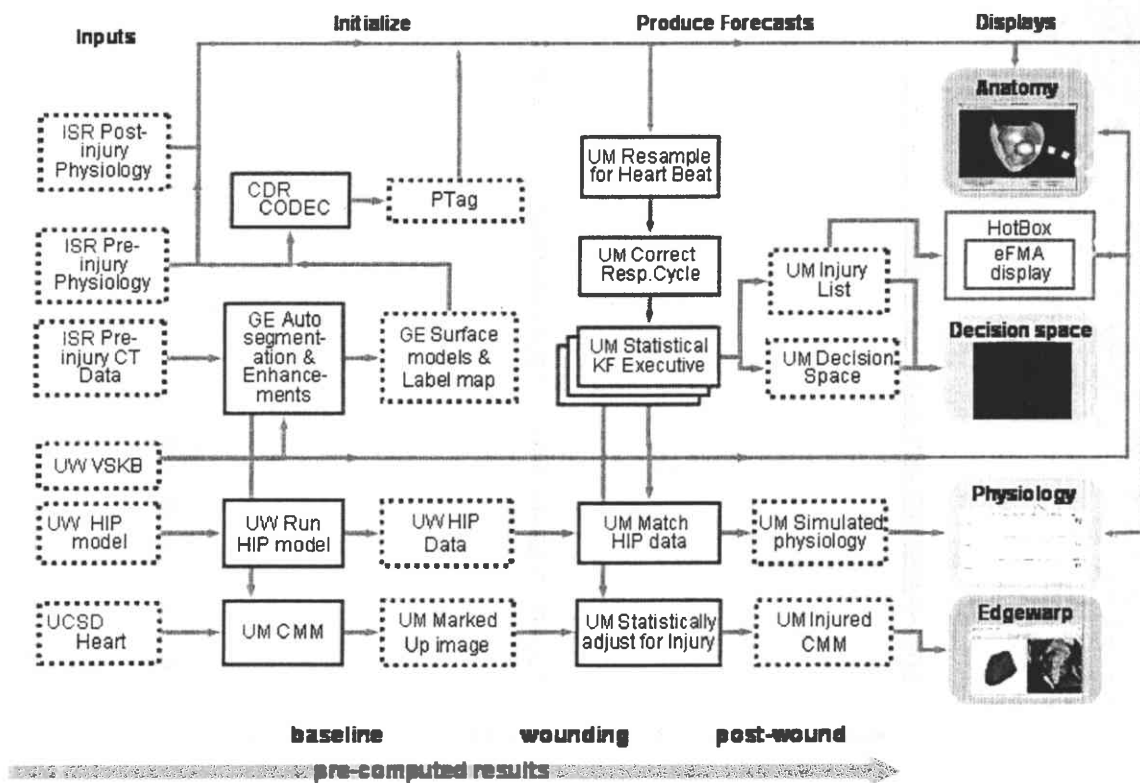 Inputs
Initialize
Produce Forecasts
Displays
ISR Post-
injury
Physiology
ISR Pre-
injury
Physiology
ISR Pre-
injury CT
Data
UW VSKB
UW HIP
model
UCSD
Heart
CDR
CODEC
PTag
GE Auto
segment-
ation &
Enhance-
ments
GE Surface
models &
Label map
UW Run
HIP model
UW HIP
Data
UM CMM
UM Marked
Up image
UM Resample
for Heart Beat
UM Correct
Resp.Cycle
UM Statistical
KF Executive
UM Injury
List
UM Decision
Space
UM Match
HIP data
UM Simulated
physiology
UM Statistically
adjust for Injury
UM Injured
CMM
Anatomy
HotBox
eFMA
display
Decision space
Physiology
Edgewarp
baseline
wounding
post-wound
pre-computed results